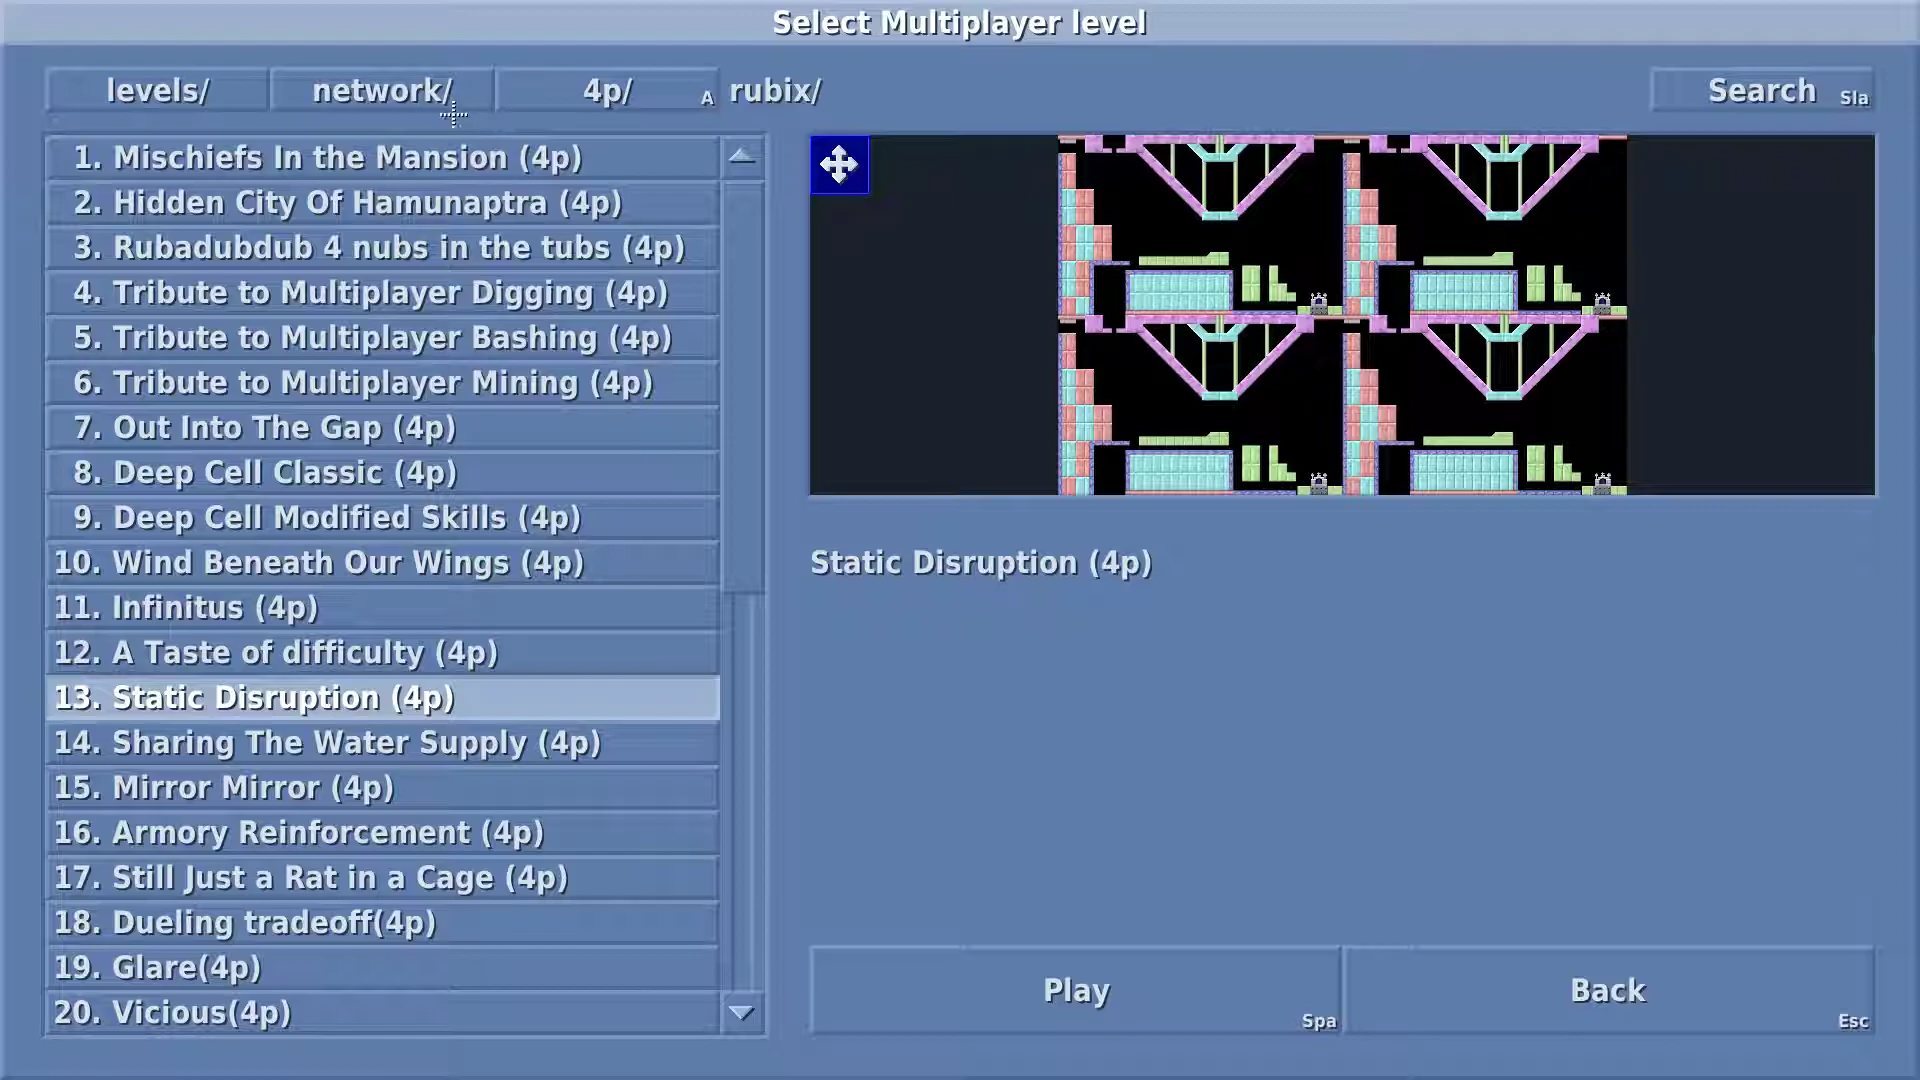 Select Multiplayer level
levels/ network/ 4p/ A rubix/ Search Sla
1. Mischiefs In the Mansion (4p)
2. Hidden City Of Hamunaptra (4p)
3. Rubadubdub 4 nubs in the tubs (4p)
4. Tribute to Multiplayer Digging (4p)
5. Tribute to Multiplayer Bashing (4p)
6. Tribute to Multiplayer Mining (4p)
7. Out Into The Gap (4p)
8. Deep Cell Classic (4p)
9. Deep Cell Modified Skills (4p)
10. Wind Beneath Our Wings (4p)
11. Infinitus (4p)
12. A Taste of difficulty (4p)
13. Static Disruption (4p)
14. Sharing The Water Supply (4p)
15. Mirror Mirror (4p)
16. Armory Reinforcement (4p)
17. Still Just a Rat in a Cage (4p)
18. Dueling tradeoff(4p)
19. Glare(4p)
20. Vicious(4p)
Static Disruption (4p)
Play Spa
Back Esc